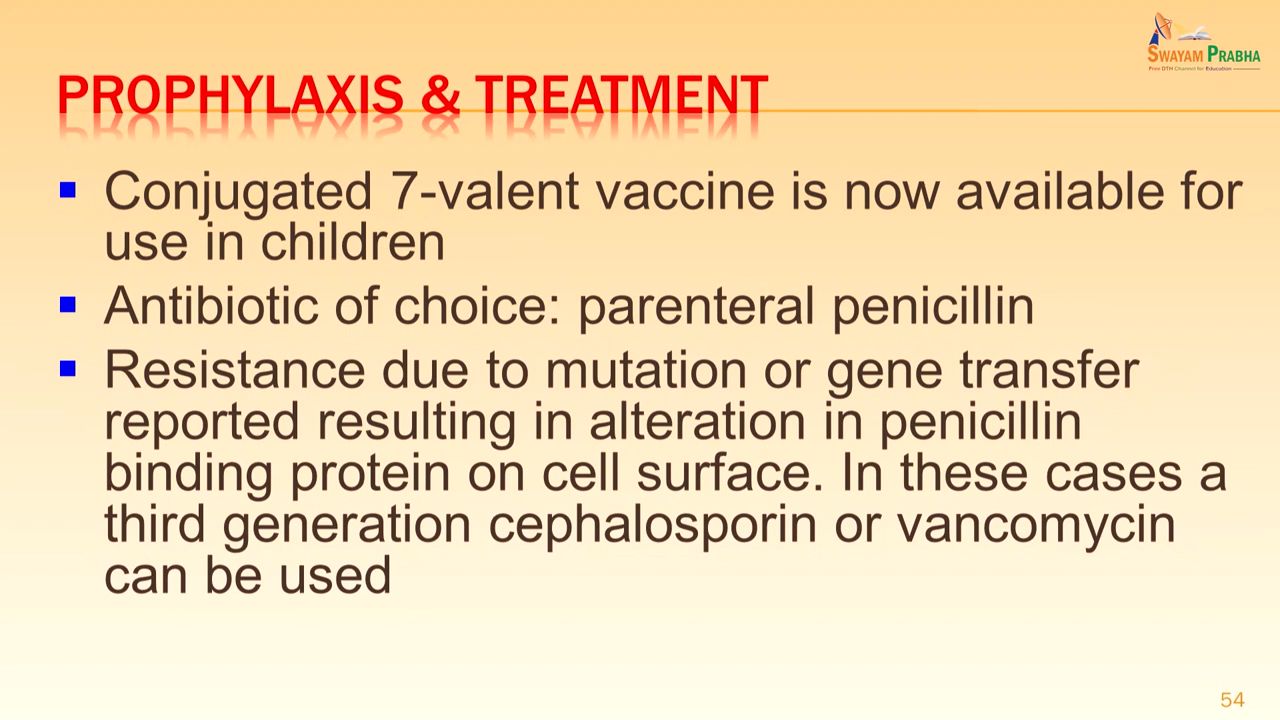 SWAYAM PRABHA
Free DTH Channel for Education
PROPHYLAXIS & TREATMENT
Conjugated 7-valent vaccine is now available for
use in children
Antibiotic of choice: parenteral penicillin
Resistance due to mutation or gene transfer
reported resulting in alteration in penicillin
binding protein on cell surface. In these cases a
third generation cephalosporin or vancomycin
can be used
54